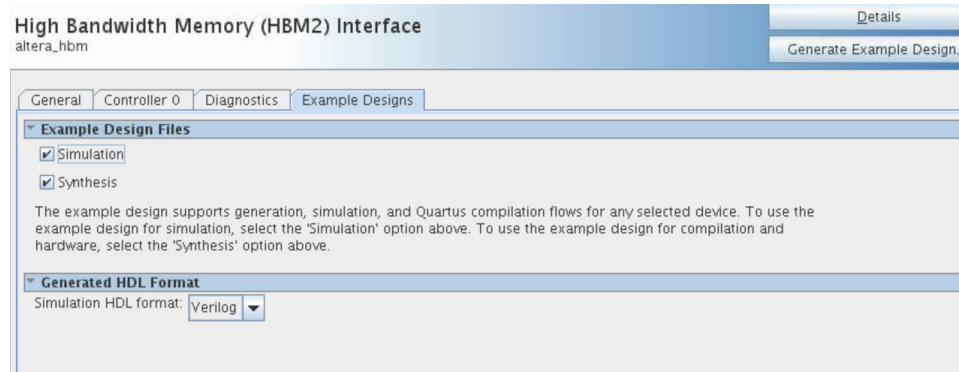 High Bandwidth Memory (HBM2) Interface
altera_hbm
Details
Generate Example Design.
General
Controller 0
Diagnostics
Example Designs
Example Design Files
Simulation
Synthesis
The example design supports generation, simulation, and Quartus compilation flows for any selected device. To use the
example design for simulation, select the 'Simulation' option above. To use the example design for compilation and
hardware, select the 'Synthesis' option above.
Generated HDL Format
Simulation HDL format: Verilog